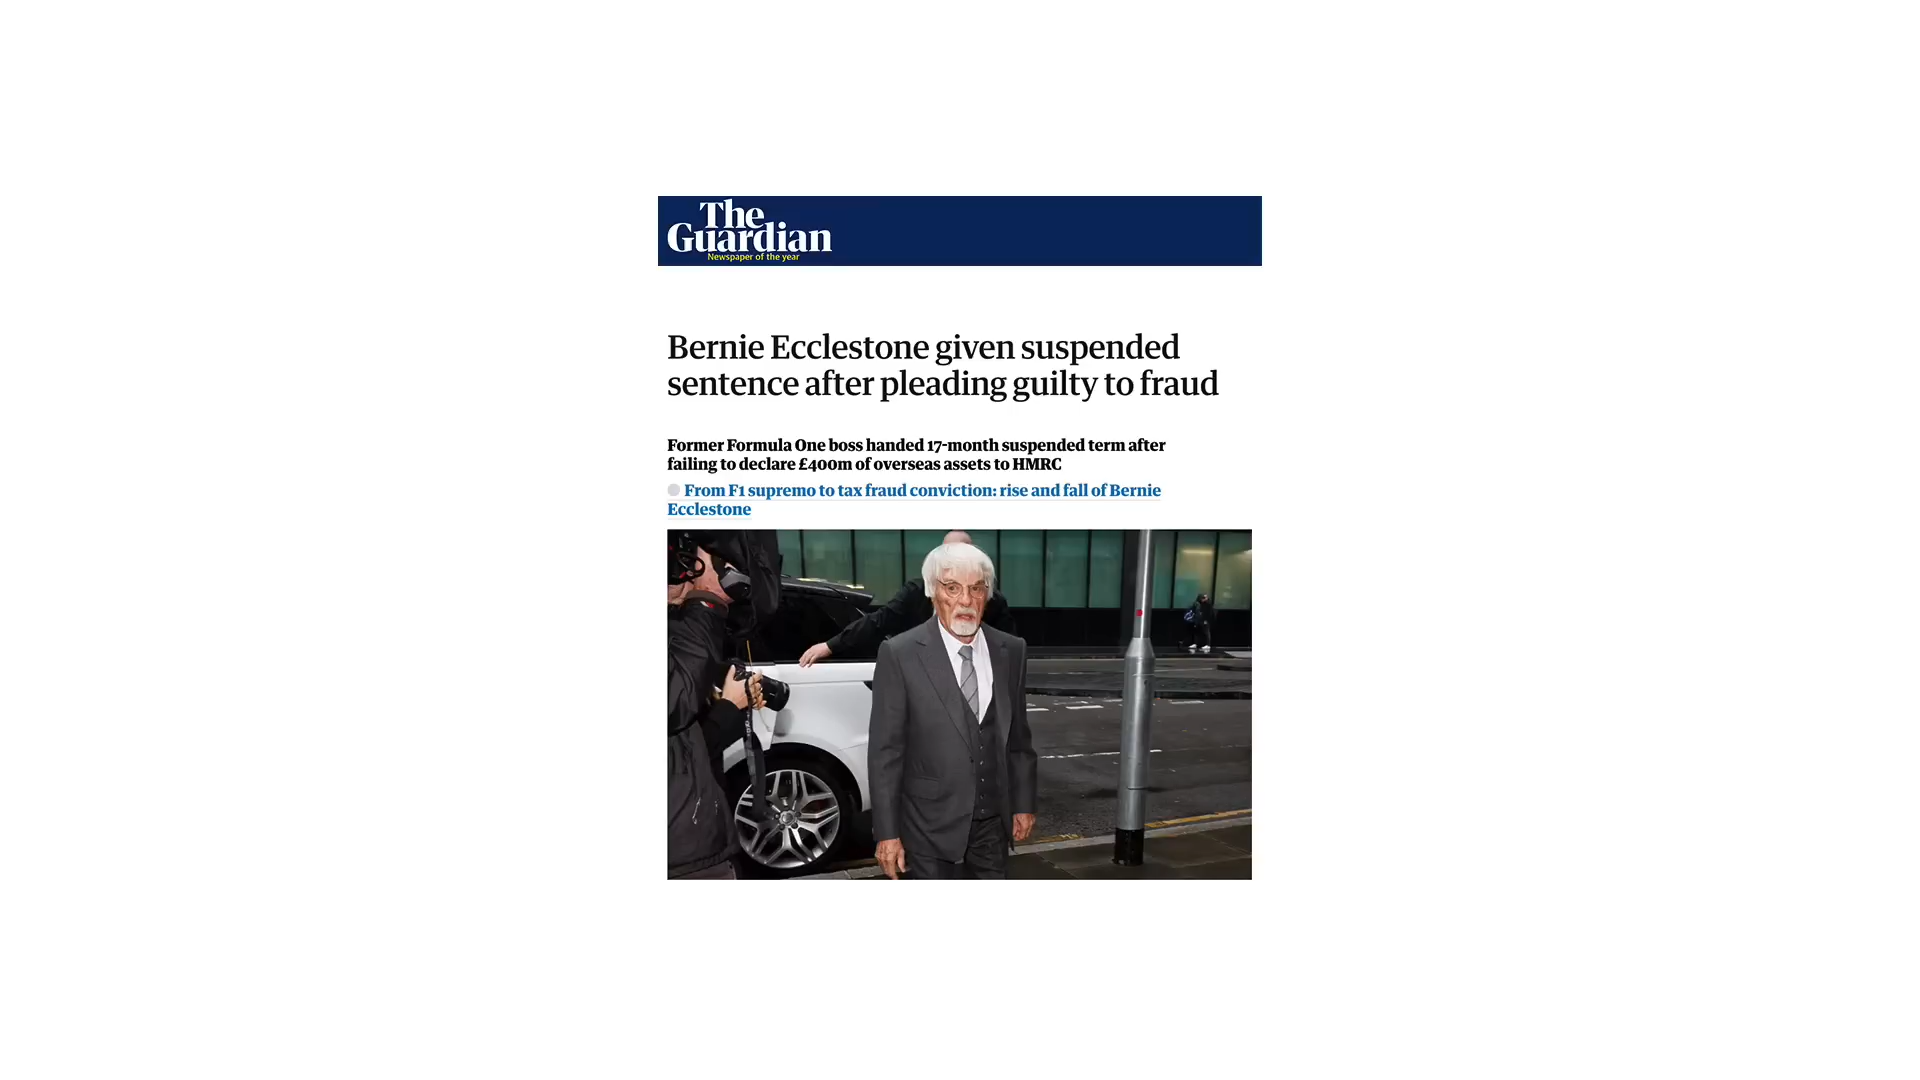 The
Guardian
Newspaper of the year
Bernie Ecclestone given suspended
sentence after pleading guilty to fraud
Former Formula One boss handed 17-month suspended term after
failing to declare £400m of overseas assets to HMRC
From F1 supremo to tax fraud conviction: rise and fall of Bernie
Ecclestone